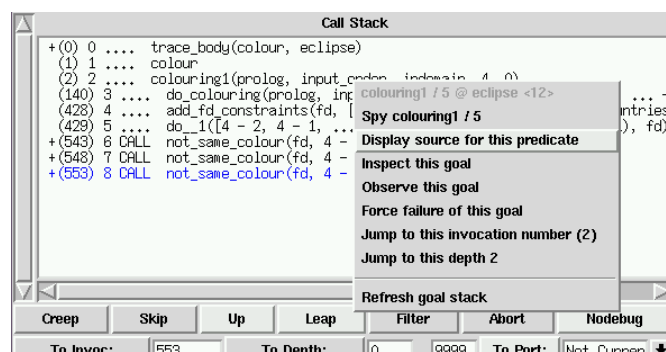 Call Stack
+(0) 0 .... trace_body(colour, eclipse)
(1) 1 .... colour
(2) 2 .... colouring1(prolog, input_order, indomain, 4, 0)
(140) 3 .... do_colouring(prolog, inp ... -
(428) 4 .... add_fd_constraints(fd, [ ntries
(429) 5 .... do__1([4 - 2, 4 - 1, ... ), fd)
+(543) 6 CALL not_same_colour(fd, 4 -
+(548) 7 CALL not_same_colour(fd, 4 -
+(553) 8 CALL not_same_colour(fd, 4 -
colouring1 / 5 @ eclipse <12>
Spy colouring1 / 5
Display source for this predicate
Inspect this goal
Observe this goal
Force failure of this goal
Jump to this invocation number (2)
Jump to this depth 2
Refresh goal stack
Creep Skip Up Leap Filter Abort Nodebug
To Invoc: 553 To Depth: 0 9999 To Port: Not Curren